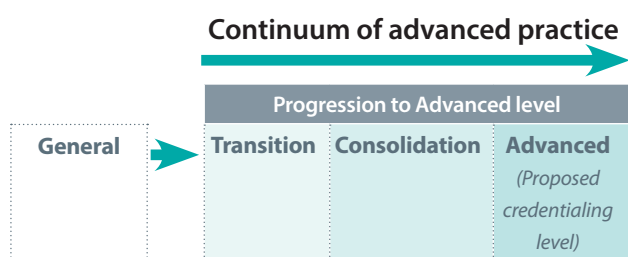 Continuum of advanced practice
Progression to Advanced level
General
Transition
Consolidation
Advanced
(Proposed
credentialing
level)